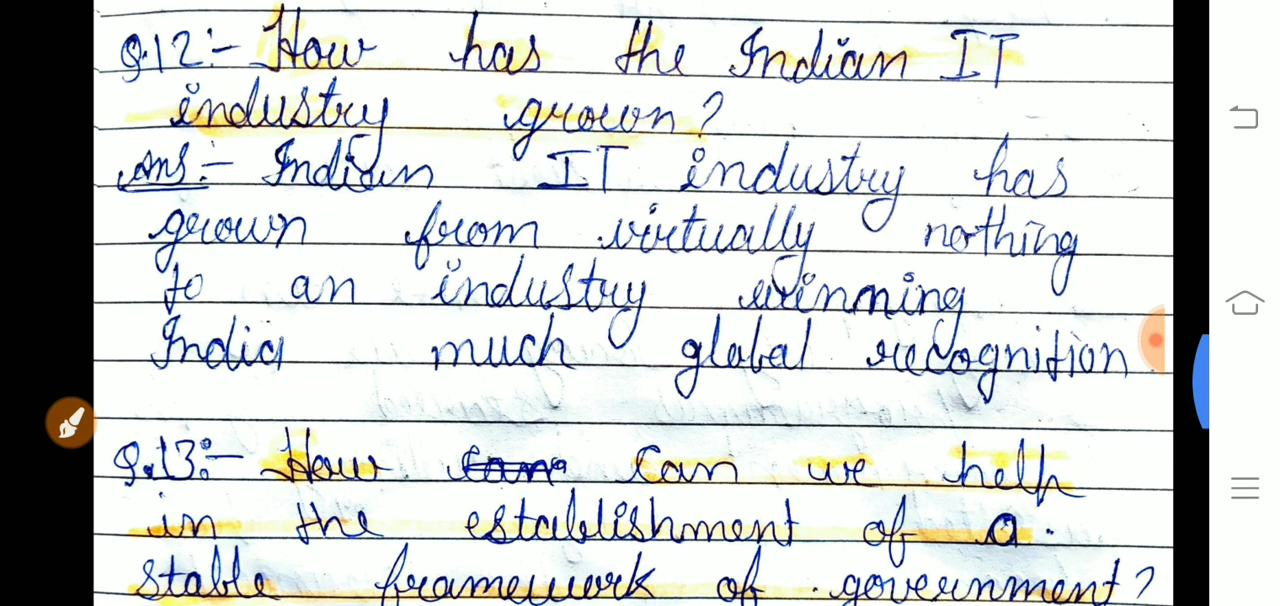 Q.12:- How has the Indian IT
industry grown?
Ans:- Indian IT industry has
grown from virtually nothing
to an industry winning
India much global recognition
Q.13:- How can can we help
in the establishment of a
stable framework of government?